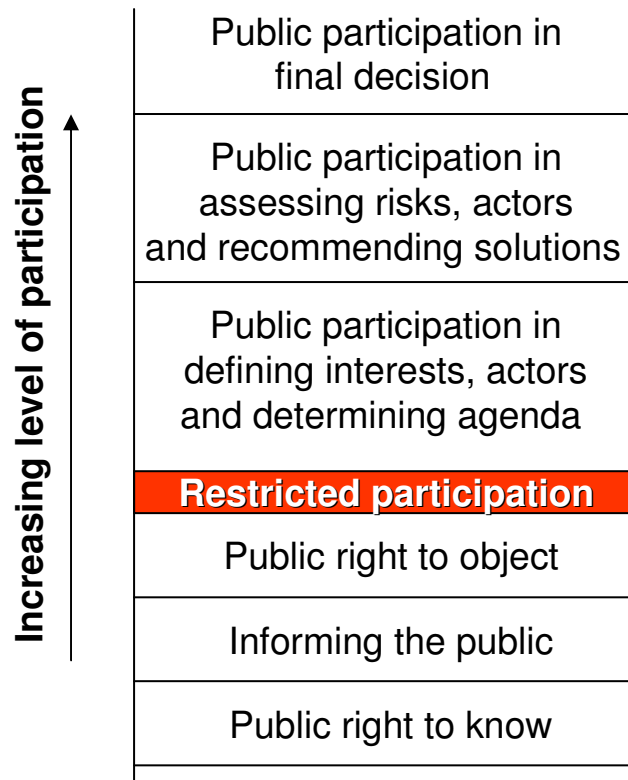 Increasing level of participation
Public participation in
final decision
Public participation in
assessing risks, actors
and recommending solutions
Public participation in
defining interests, actors
and determining agenda
Restricted participation
Public right to object
Informing the public
Public right to know